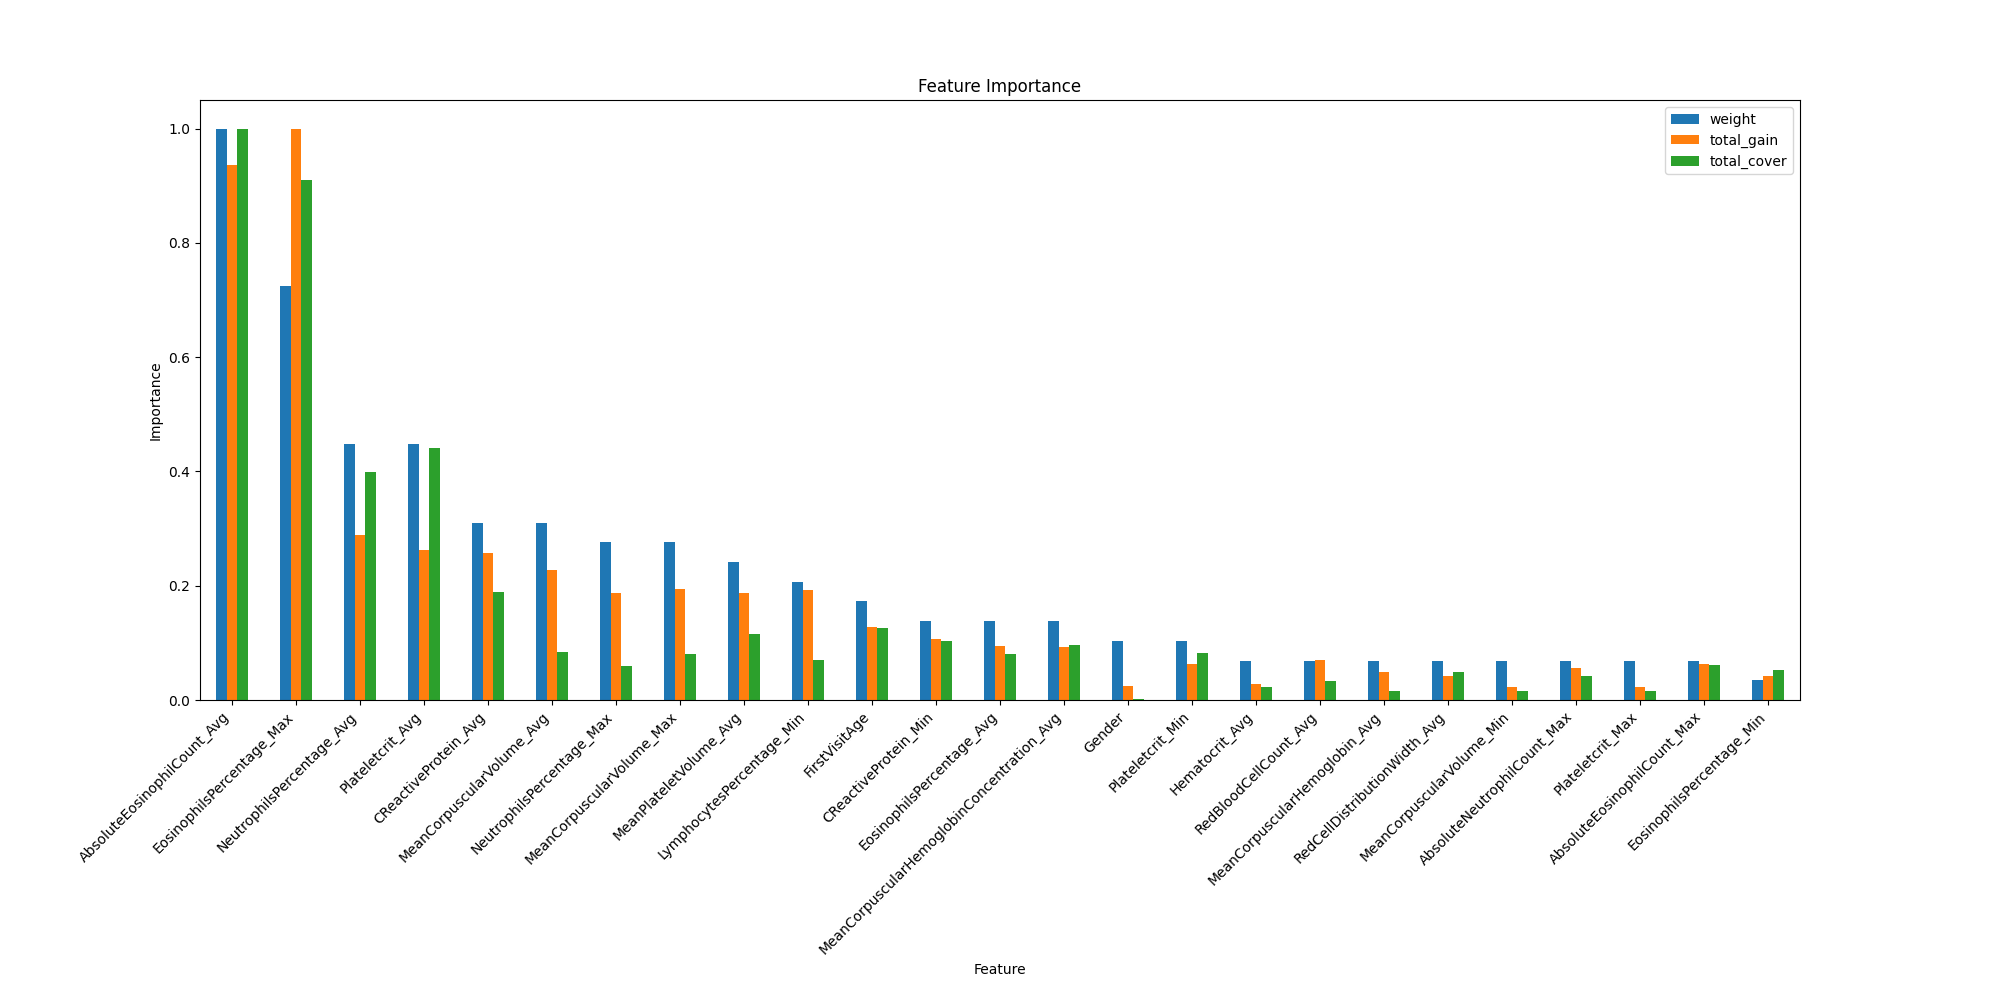 Feature Importance
weight
total_gain
total_cover
Importance
1.0
0.8
0.6
0.4
0.2
0.0
AbsoluteEosinophilCount_Avg
EosinophilsPercentage_Max
NeutrophilsPercentage_Avg
Plateletcrit_Avg
CReactiveProtein_Avg
MeanCorpuscularVolume_Avg
NeutrophilsPercentage_Max
MeanCorpuscularVolume_Max
MeanPlateletVolume_Avg
LymphocytesPercentage_Min
FirstVisitAge
CReactiveProtein_Min
EosinophilsPercentage_Avg
MeanCorpuscularHemoglobinConcentration_Avg
Gender
Plateletcrit_Min
Hematocrit_Avg
RedBloodCellCount_Avg
MeanCorpuscularHemoglobin_Avg
RedCellDistributionWidth_Avg
MeanCorpuscularVolume_Min
AbsoluteNeutrophilCount_Max
Plateletcrit_Max
AbsoluteEosinophilCount_Max
EosinophilsPercentage_Min
Feature